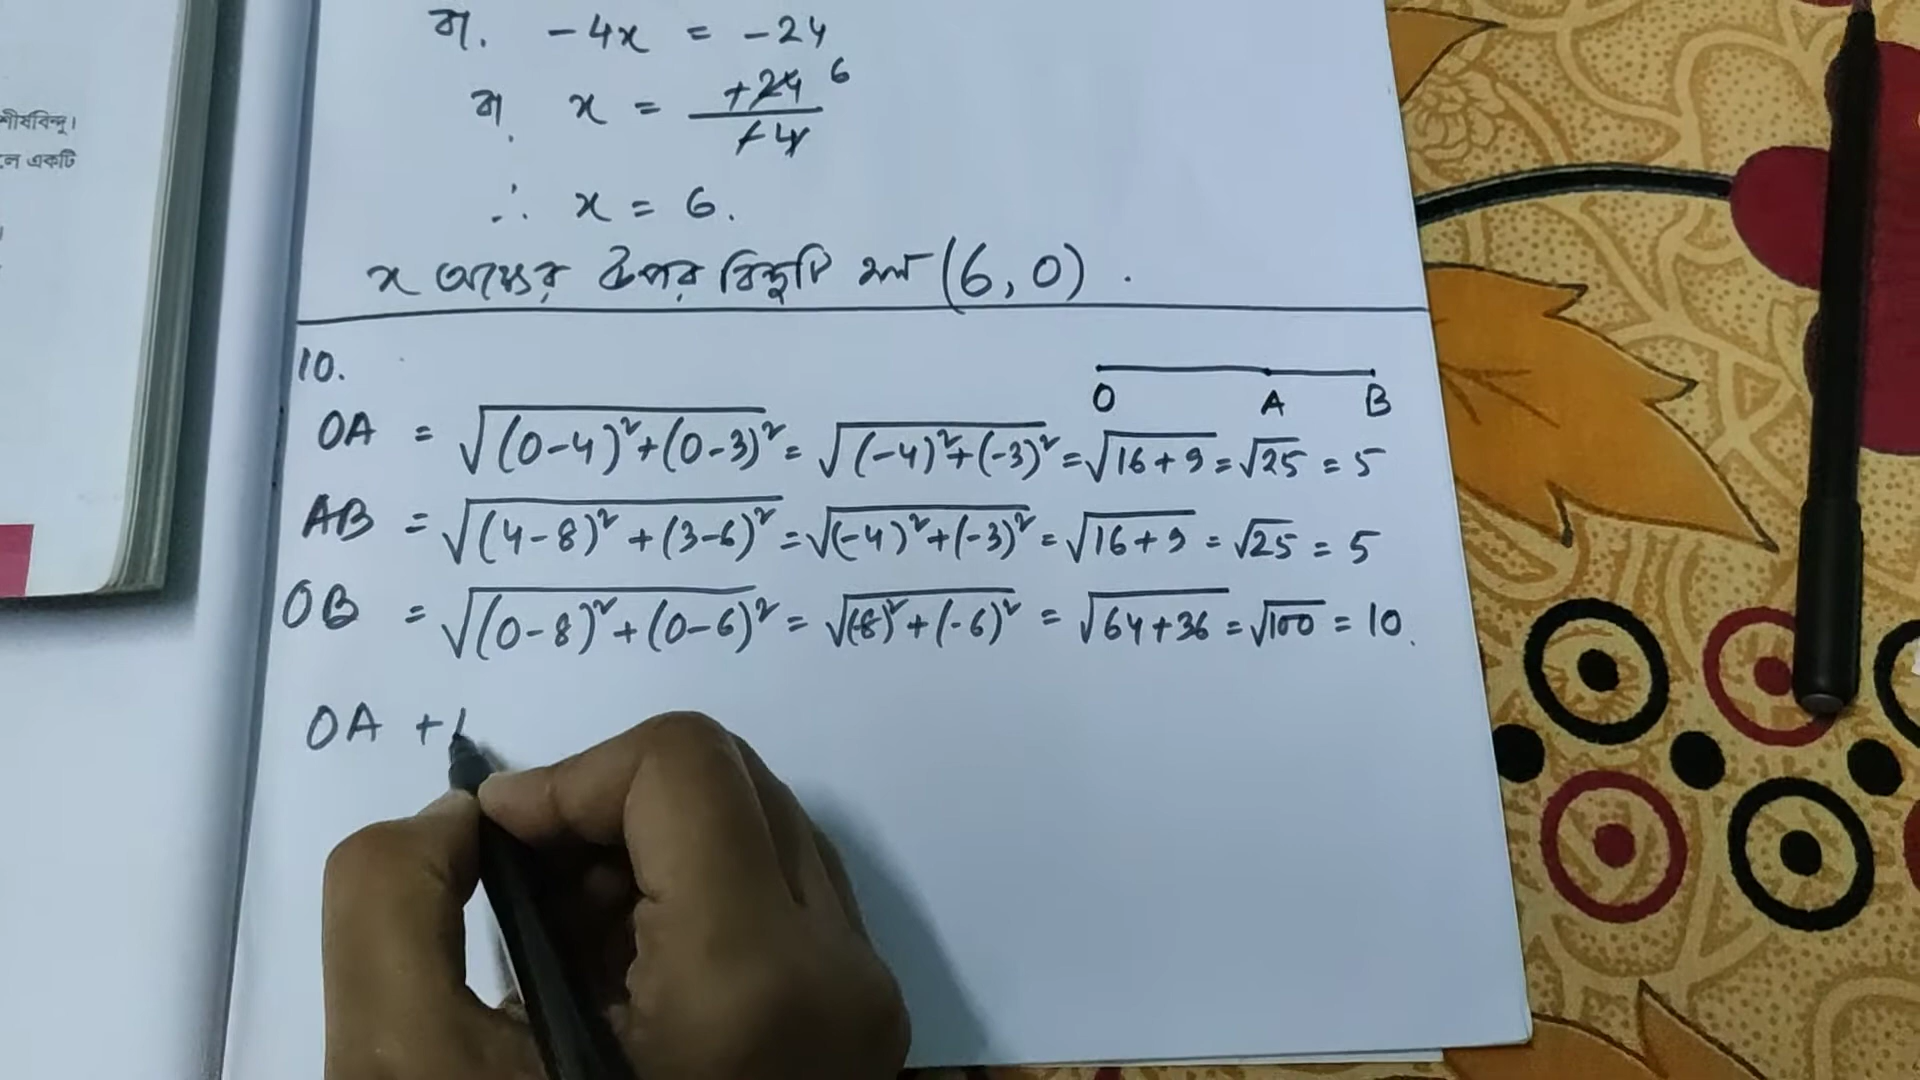 শীর্ষবিন্দু।
একটি
বা. -4x = -24
বা, x = +24 6 / -4
∴ x = 6.
x অক্ষের উপর বিন্দুটি হল (6, 0) .
10.
O A B
OA = √(0-4)² + (0-3)² = √(-4)² + (-3)² = √16+9 = √25 = 5
AB = √(4-8)² + (3-6)² = √(-4)² + (-3)² = √16+9 = √25 = 5
OB = √(0-8)² + (0-6)² = √(-8)² + (-6)² = √64+36 = √100 = 10.
OA +